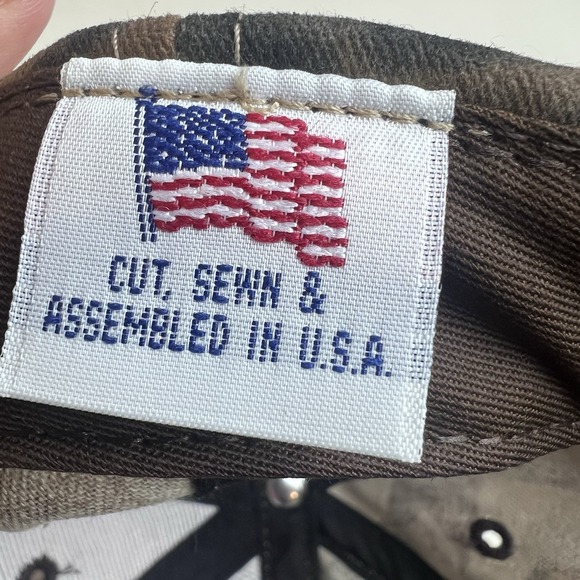 CUT, SEWN &
ASSEMBLED IN U.S.A.